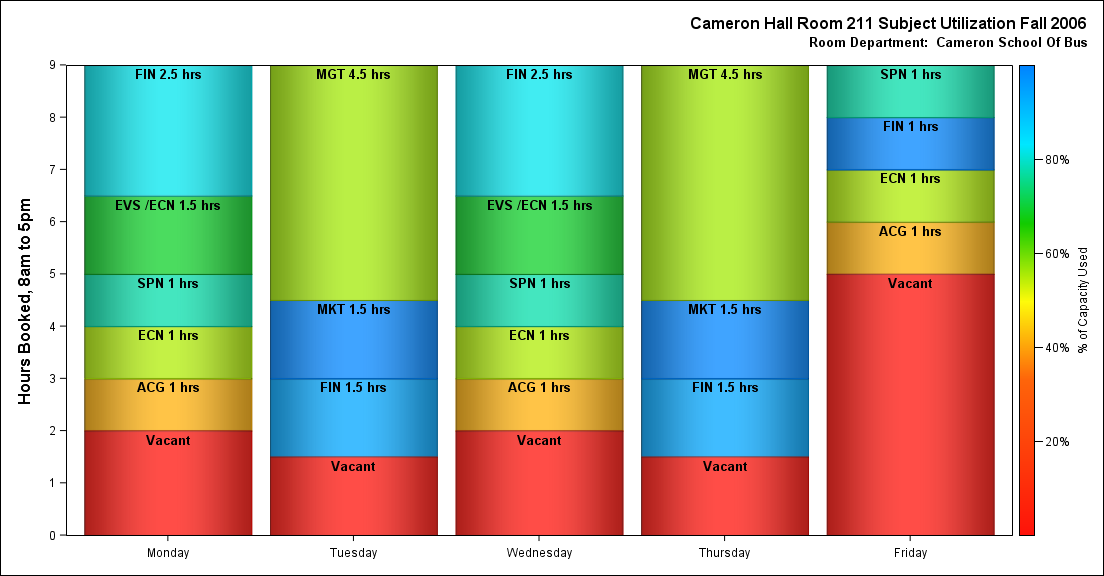 Cameron Hall Room 211 Subject Utilization Fall 2006
Room Department:  Cameron School Of Bus
Hours Booked, 8am to 5pm
9
8
7
6
5
4
3
2
1
0
FIN 2.5 hrs
EVS /ECN 1.5 hrs
SPN 1 hrs
ECN 1 hrs
ACG 1 hrs
Vacant
Monday
MGT 4.5 hrs
MKT 1.5 hrs
FIN 1.5 hrs
Vacant
Tuesday
FIN 2.5 hrs
EVS /ECN 1.5 hrs
SPN 1 hrs
ECN 1 hrs
ACG 1 hrs
Vacant
Wednesday
MGT 4.5 hrs
MKT 1.5 hrs
FIN 1.5 hrs
Vacant
Thursday
SPN 1 hrs
FIN 1 hrs
ECN 1 hrs
ACG 1 hrs
Vacant
Friday
80%
60%
40%
20%
% of Capacity Used